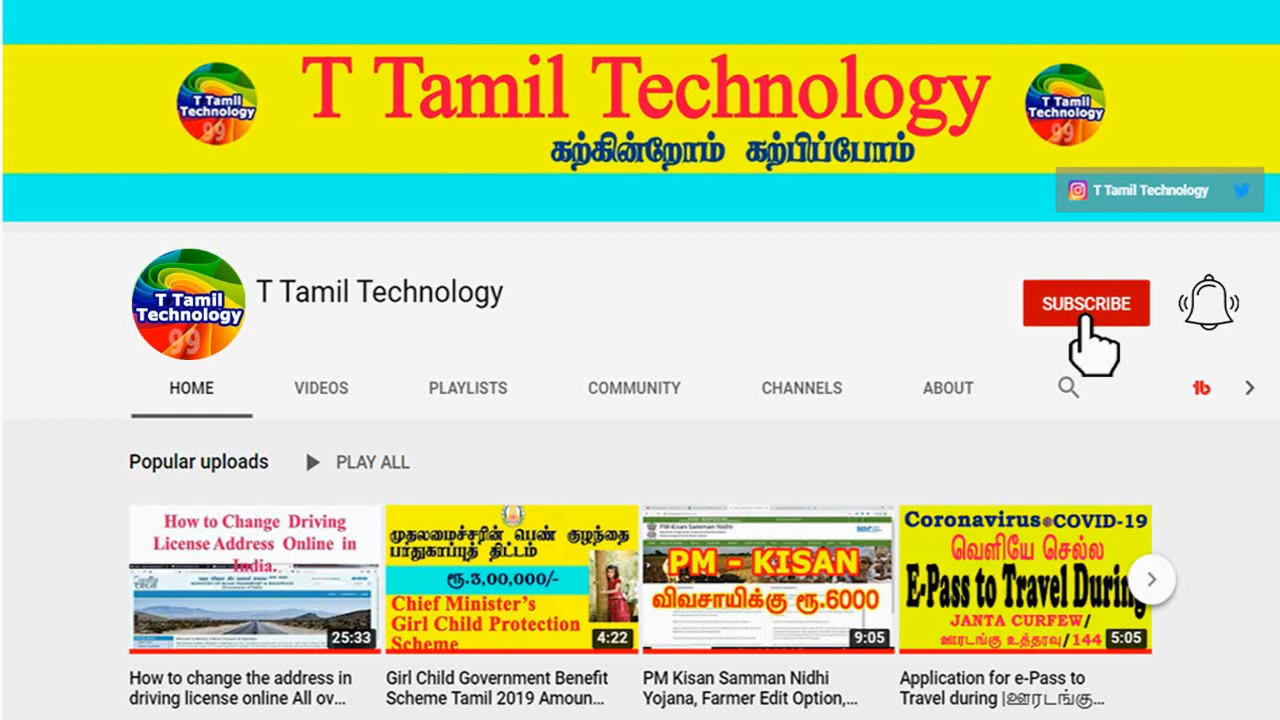 T Tamil Technology
கற்கின்றோம் கற்பிப்போம்
T Tamil
Technology
99
T Tamil
Technology
99
T Tamil Technology
T Tamil
Technology
99
T Tamil Technology
SUBSCRIBE
HOME VIDEOS PLAYLISTS COMMUNITY CHANNELS ABOUT
Popular uploads PLAY ALL
How to Change Driving
License Address Online in
India.
25:33
முதலமைச்சரின் பெண் குழந்தை
பாதுகாப்புத் திட்டம்
ரூ.3,00,000/-
Chief Minister's
Girl Child Protection
Scheme
4:22
PM-Kisan Samman Nidhi
PM - KISAN
விவசாயிக்கு ரூ.6000
9:05
Coronavirus COVID-19
வெளியே செல்ல
E-Pass to Travel During
JANTA CURFEW/
ஊரடங்கு உத்தரவு/144
5:05
How to change the address in
driving license online All ov...
Girl Child Government Benefit
Scheme Tamil 2019 Amoun...
PM Kisan Samman Nidhi
Yojana, Farmer Edit Option,...
Application for e-Pass to
Travel during |ஊரடங்கு...